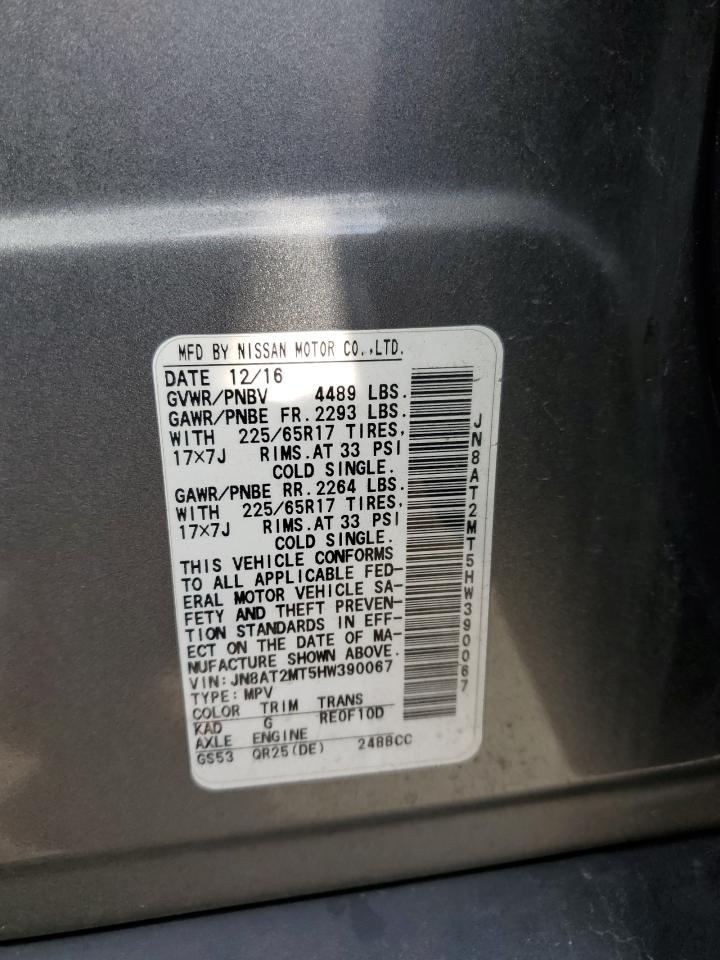 MFD BY NISSAN MOTOR CO.,LTD.
DATE 12/16
GVWR/PNBV 4489 LBS.
GAWR/PNBE FR. 2293 LBS.
WITH 225/65R17 TIRES,
17×7J RIMS.AT 33 PSI
COLD SINGLE.
GAWR/PNBE RR. 2264 LBS.
WITH 225/65R17 TIRES,
17×7J RIMS.AT 33 PSI
COLD SINGLE.
THIS VEHICLE CONFORMS
TO ALL APPLICABLE FED-
ERAL MOTOR VEHICLE SA-
FETY AND THEFT PREVEN-
TION STANDARDS IN EFF-
ECT ON THE DATE OF MA-
NUFACTURE SHOWN ABOVE.
VIN: JN8AT2MT5HW390067
TYPE: MPV
COLOR TRIM TRANS
KAD G RE0F10D
AXLE ENGINE
GS53 QR25(DE) 2488CC
JN8AT2MT5HW390067